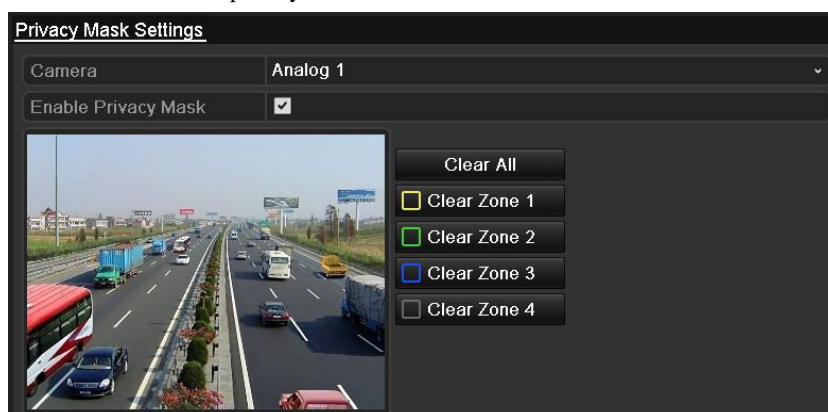 Privacy Mask Settings
Camera Analog 1
Enable Privacy Mask
Clear All
Clear Zone 1
Clear Zone 2
Clear Zone 3
Clear Zone 4